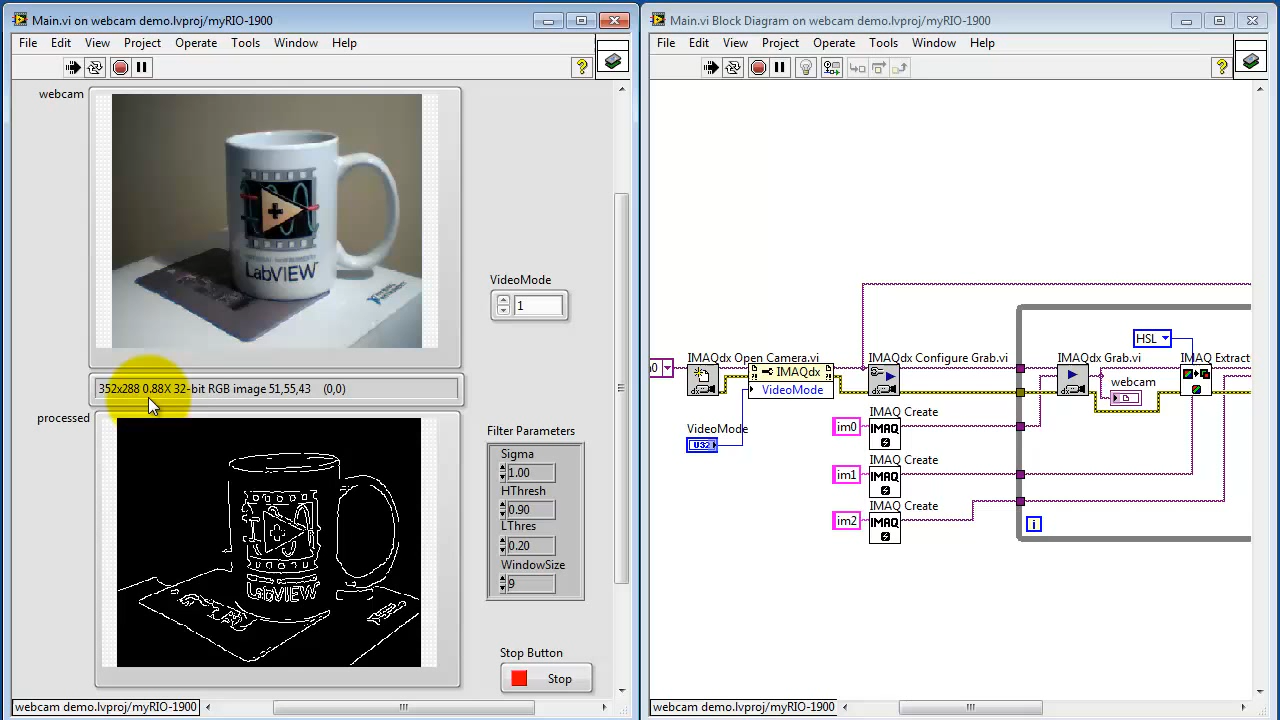 Main.vi on webcam demo.lvproj/myRIO-1900
File Edit View Project Operate Tools Window Help
webcam
LabVIEW
VideoMode
1
352x288 0.88X 32-bit RGB image 51,55,43 (0,0)
processed
LabVIEW
Filter Parameters
Sigma
1.00
HThresh
0.90
LThres
0.20
WindowSize
9
Stop Button
Stop
webcam demo.lvproj/myRIO-1900
Main.vi Block Diagram on webcam demo.lvproj/myRIO-1900
File Edit View Project Operate Tools Window Help
HSL
IMAQdx Open Camera.vi
IMAQdx Configure Grab.vi
IMAQdx Grab.vi
IMAQ Extract
IMAQdx
VideoMode
webcam
VideoMode
U32
IMAQ Create
im0
IMAQ
IMAQ Create
im1
IMAQ
IMAQ Create
im2
IMAQ
i
webcam demo.lvproj/myRIO-1900